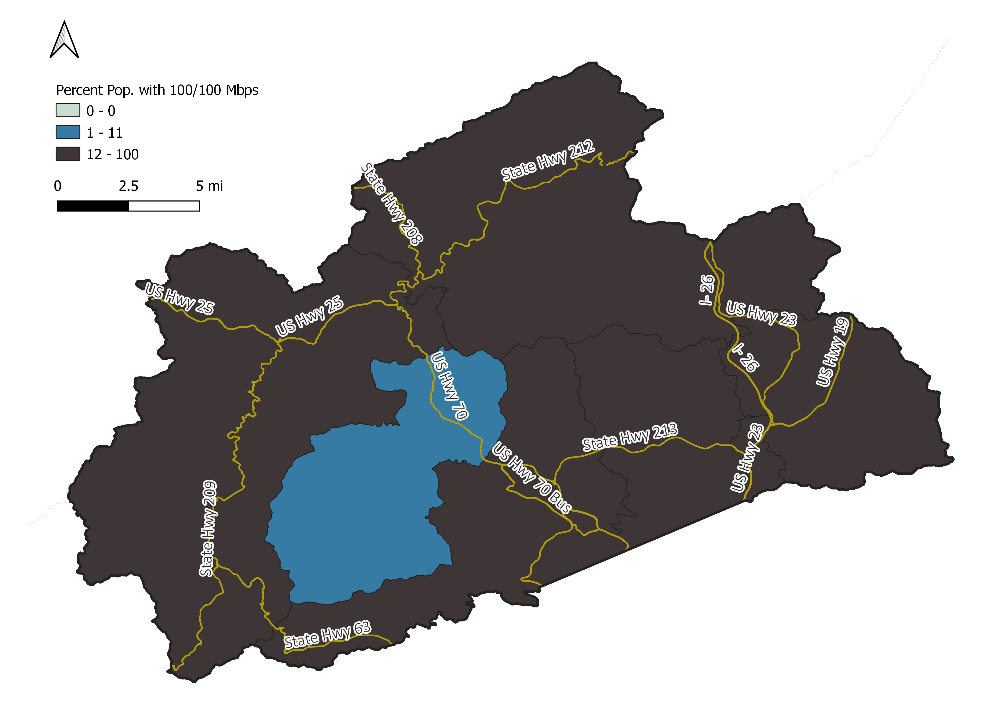 Percent Pop. with 100/100 Mbps
0 - 0
1 - 11
12 - 100
0 2.5 5 mi
State Hwy 212
State Hwy 208
I- 26
US Hwy 25
US Hwy 25
US Hwy 23
US Hwy 19
I- 26
US Hwy 70
State Hwy 213
US Hwy 23
US Hwy 70 Bus
State Hwy 209
State Hwy 63